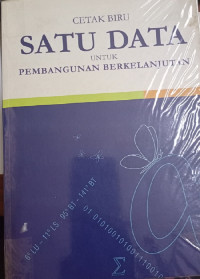 CETAK BIRU
SATU DATA
UNTUK
PEMBANGUNAN BERKELANJUTAN
Σ